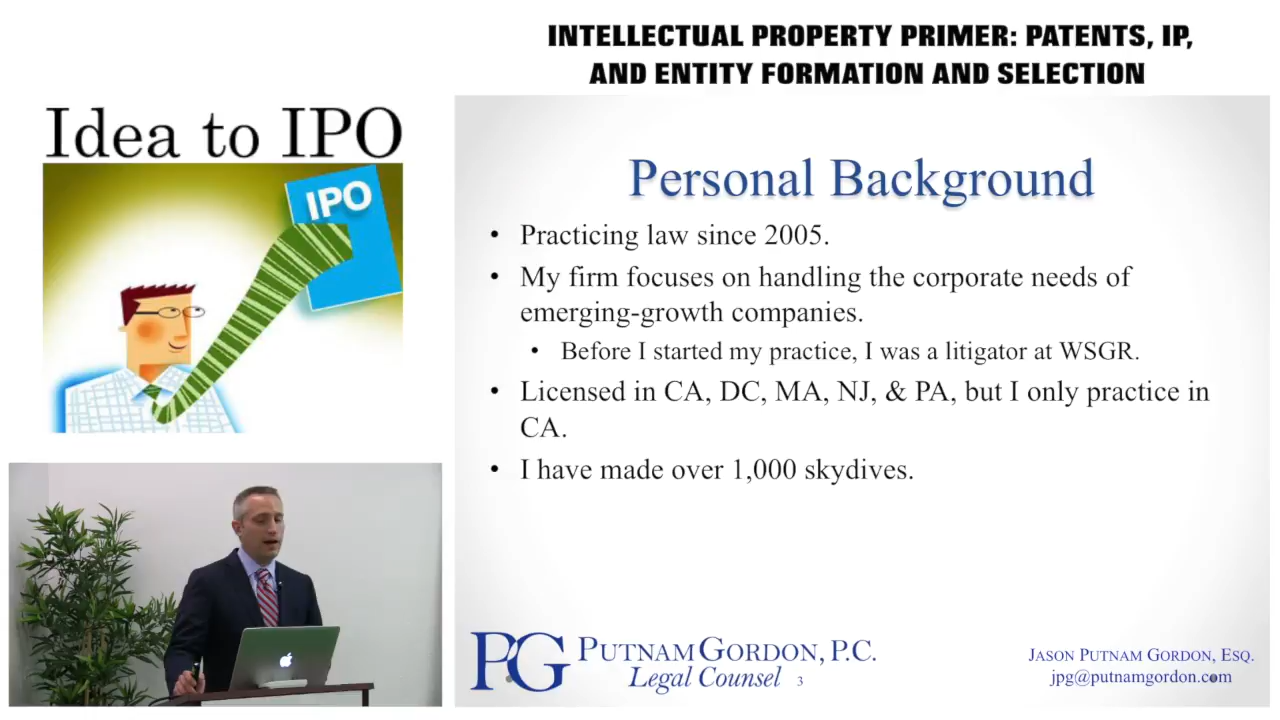 INTELLECTUAL PROPERTY PRIMER: PATENTS, IP,
AND ENTITY FORMATION AND SELECTION
Idea to IPO
IPO
Personal Background
• Practicing law since 2005.
• My firm focuses on handling the corporate needs of
emerging-growth companies.
• Before I started my practice, I was a litigator at WSGR.
• Licensed in CA, DC, MA, NJ, & PA, but I only practice in
CA.
• I have made over 1,000 skydives.
PG PUTNAM GORDON, P.C.
Legal Counsel 3
JASON PUTNAM GORDON, ESQ.
jpg@putnamgordon.com